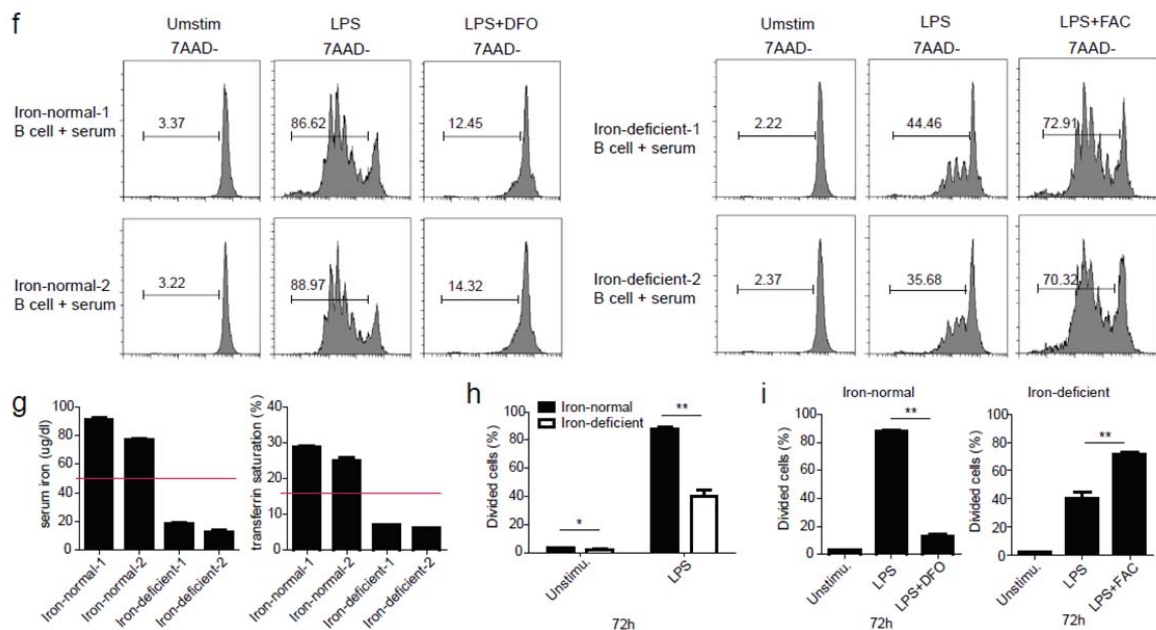 f
Umstim
7AAD-
LPS
7AAD-
LPS+DFO
7AAD-
Iron-normal-1
B cell + serum
3.37
86.62
12.45
Iron-normal-2
B cell + serum
3.22
88.97
14.32
Unstim
7AAD-
LPS
7AAD-
LPS+FAC
7AAD-
Iron-deficient-1
B cell + serum
2.22
44.46
72.91
Iron-deficient-2
B cell + serum
2.37
35.68
70.32
g
serum iron (ug/dl)
100
80
60
40
20
0
Iron-normal-1
Iron-normal-2
Iron-deficient-1
Iron-deficient-2
transferrin saturation (%)
40
30
20
10
0
Iron-normal-1
Iron-normal-2
Iron-deficient-1
Iron-deficient-2
h
Iron-normal
Iron-deficient
Divided cells (%)
100
80
60
40
20
0
*
**
Unstimu.
LPS
72h
i
Iron-normal
Divided cells (%)
100
80
60
40
20
0
**
Unstimu.
LPS
LPS+DFO
72h
Iron-deficient
Divided cells (%)
100
80
60
40
20
0
**
Unstimu.
LPS
LPS+FAC
72h